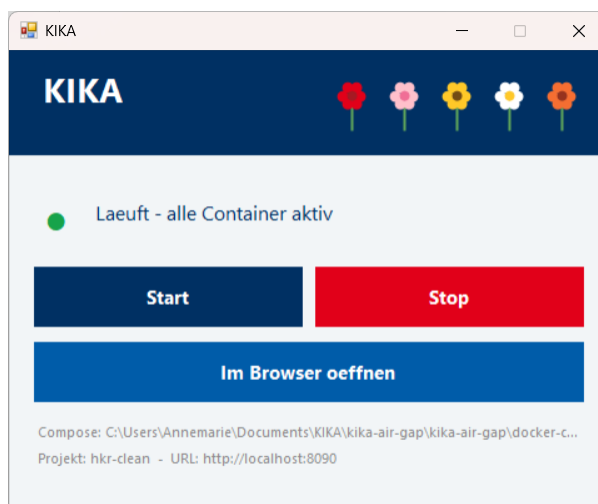 KIKA
KIKA
Laeuft - alle Container aktiv
Start
Stop
Im Browser oeffnen
Compose: C:\Users\Annemarie\Documents\KIKA\kika-air-gap\kika-air-gap\docker-c...
Projekt: hkr-clean - URL: http://localhost:8090